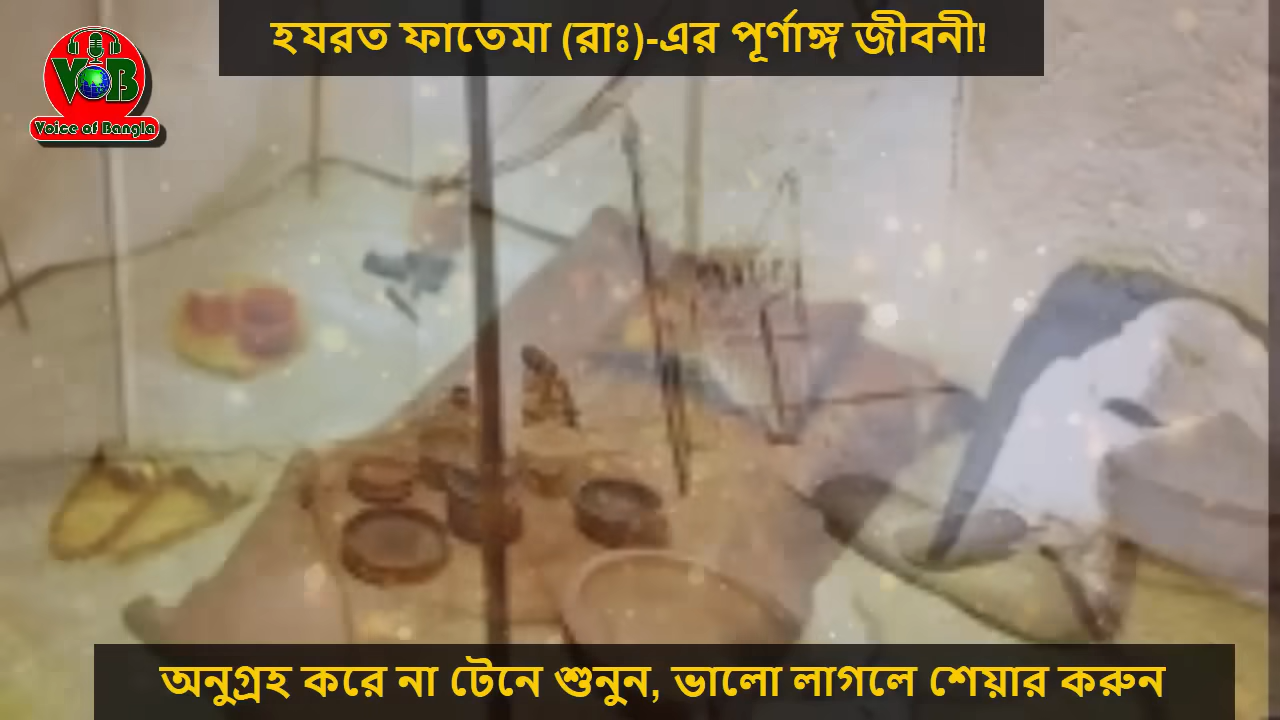 হযরত ফাতেমা (রাঃ)-এর পূর্ণাঙ্গ জীবনী!
VOB
Voice of Bangla
অনুগ্রহ করে না টেনে শুনুন, ভালো লাগলে শেয়ার করুন